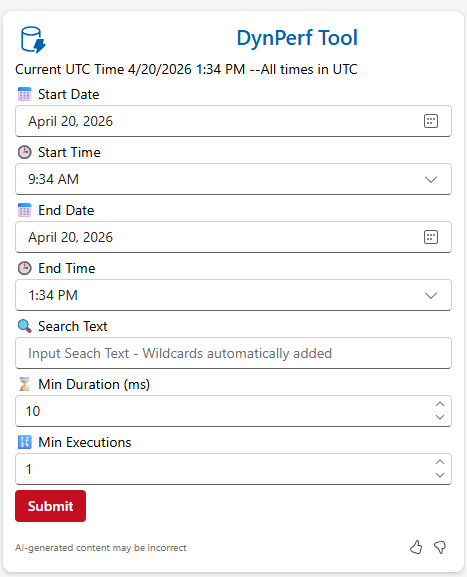 DynPerf Tool
Current UTC Time 4/20/2026 1:34 PM --All times in UTC
Start Date
April 20, 2026
Start Time
9:34 AM
End Date
April 20, 2026
End Time
1:34 PM
Search Text
Input Seach Text - Wildcards automatically added
Min Duration (ms)
10
Min Executions
1
Submit
AI-generated content may be incorrect